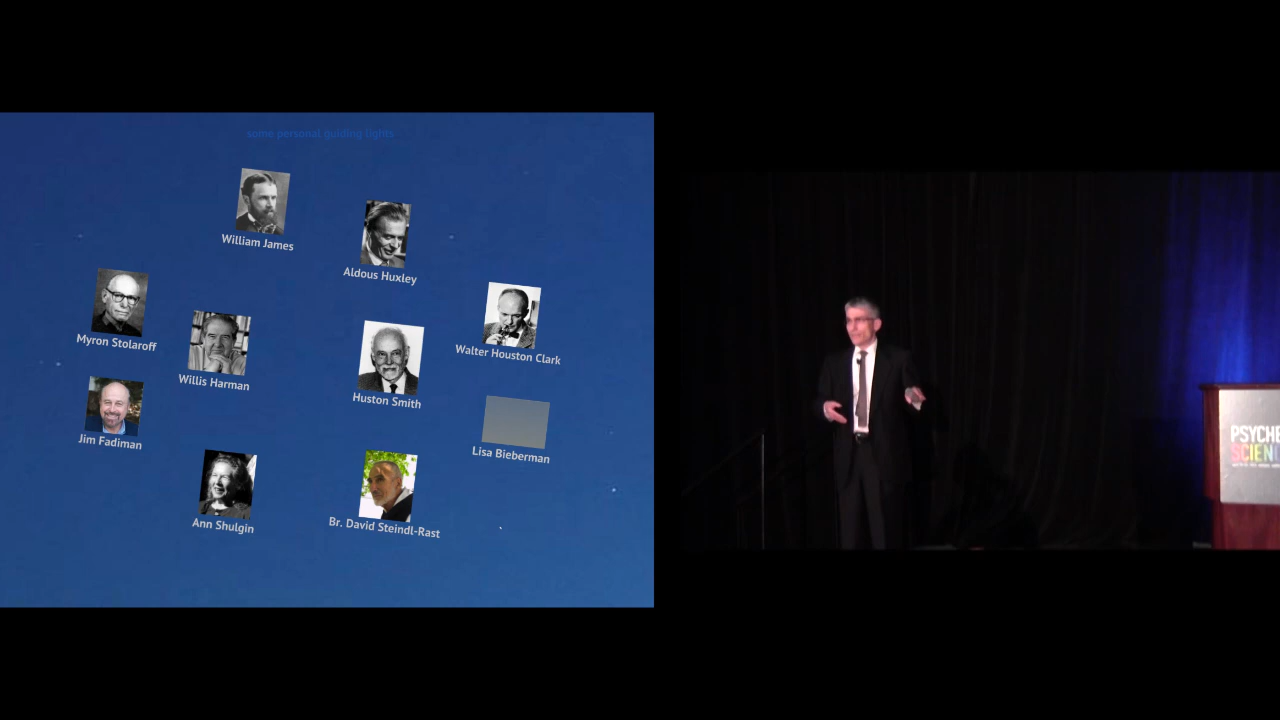 some personal guiding lights
William James
Aldous Huxley
Myron Stolaroff
Willis Harman
Huston Smith
Walter Houston Clark
Jim Fadiman
Lisa Bieberman
Ann Shulgin
Br. David Steindl-Rast
PSYCHE
SCIEN